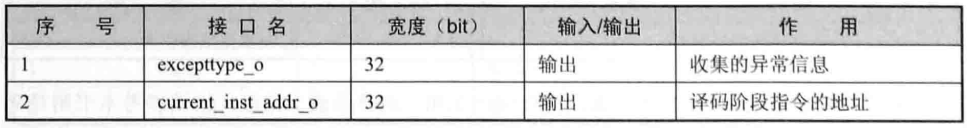 序 号 接 口 名 宽度（bit） 输入/输出 作 用
1 excepttype_o 32 输出 收集的异常信息
2 current_inst_addr_o 32 输出 译码阶段指令的地址